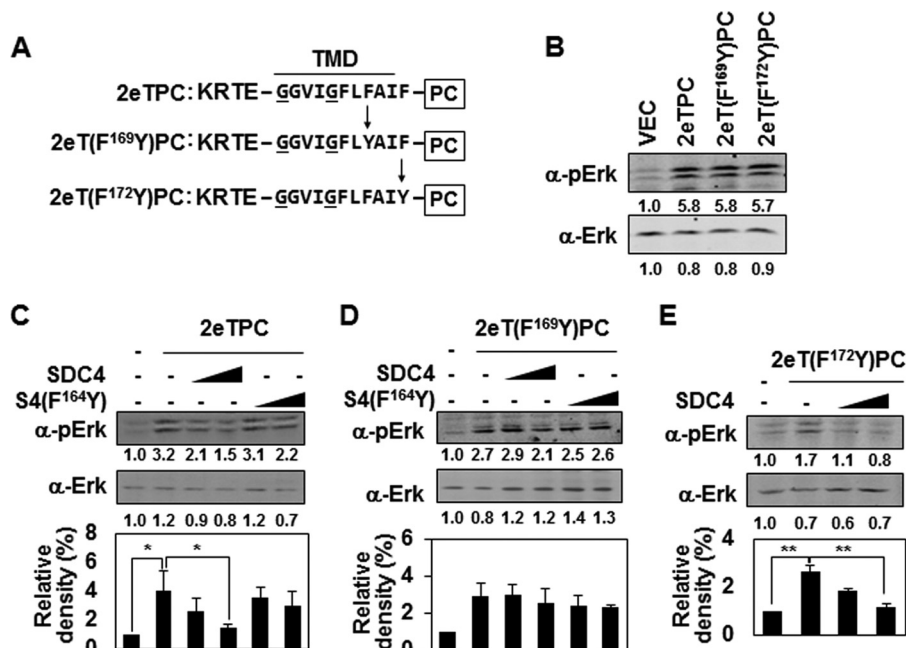 A
TMD
2eTPC: KRTE – GGVIGFLFAIF – PC
2eT(F¹⁶⁹Y)PC: KRTE – GGVIGFLYAIF – PC
2eT(F¹⁷²Y)PC: KRTE – GGVIGFLFAIY – PC
B
VEC
2eTPC
2eT(F¹⁶⁹Y)PC
2eT(F¹⁷²Y)PC
α-pErk
1.0 5.8 5.8 5.7
α-Erk
1.0 0.8 0.8 0.9
C
2eTPC
- - - -
SDC4
S4(F¹⁶⁴Y) - - - -
α-pErk
1.0 3.2 2.1 1.5 3.1 2.2
α-Erk
1.0 1.2 0.9 0.8 1.2 0.7
Relative density (%)
8
6
4
2
0
* *
D
2eT(F¹⁶⁹Y)PC
- - - -
SDC4
S4(F¹⁶⁴Y) - - - -
α-pErk
1.0 2.7 2.9 2.1 2.5 2.6
α-Erk
1.0 0.8 1.2 1.2 1.4 1.3
Relative density (%)
6
4
2
0
E
2eT(F¹⁷²Y)PC
- -
SDC4
α-pErk
1.0 1.7 1.1 0.8
α-Erk
1.0 0.7 0.6 0.7
Relative density (%)
4
2
0
** **